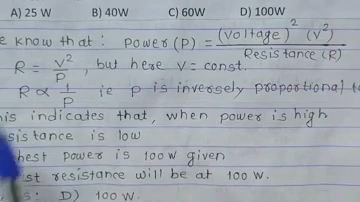 A) 25 W B) 40W C) 60W D) 100W
e know that : Power (P) = (Voltage)² (V²) / Resistance (R)
R = V²/P , but here V = const.
R ∝ 1/P ie P is inversely proportional to
his indicates that, when power is high
sistance is low
hest power is 100 W given
st resistance will be at 100 W.
s : D) 100 W.